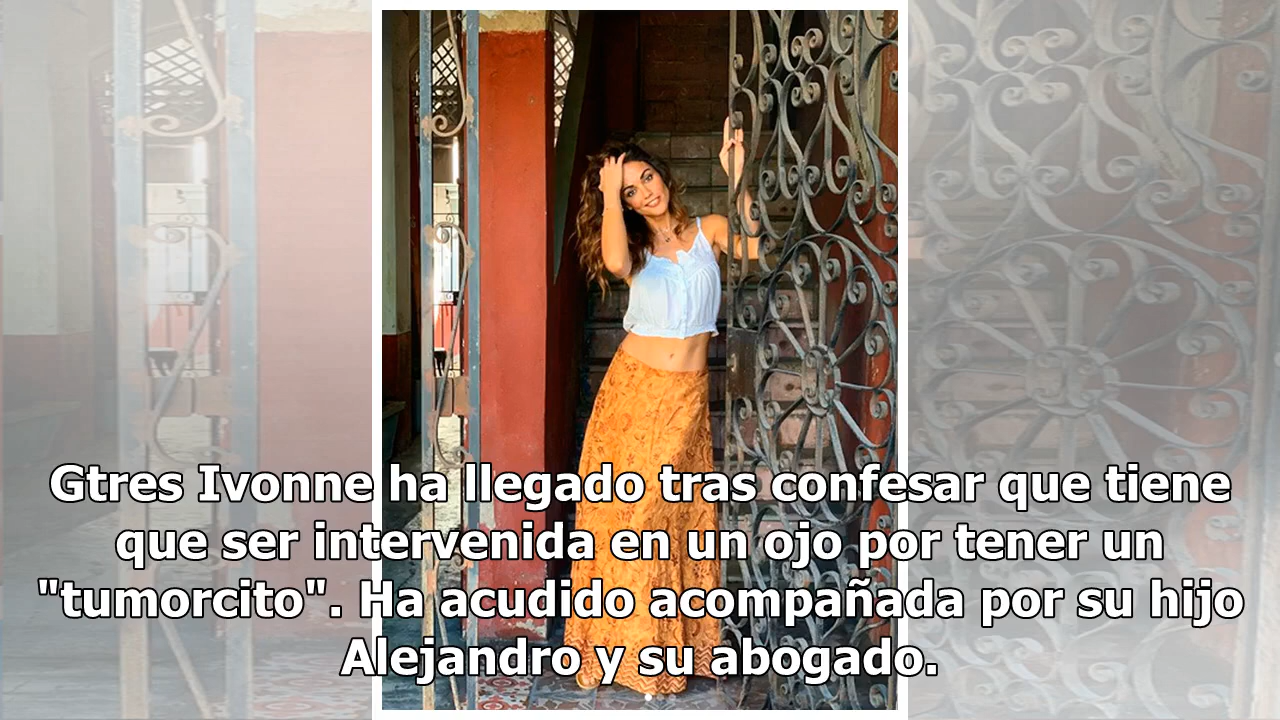 Gtres Ivonne ha llegado tras confesar que tiene
que ser intervenida en un ojo por tener un
"tumorcito". Ha acudido acompañada por su hijo
Alejandro y su abogado.